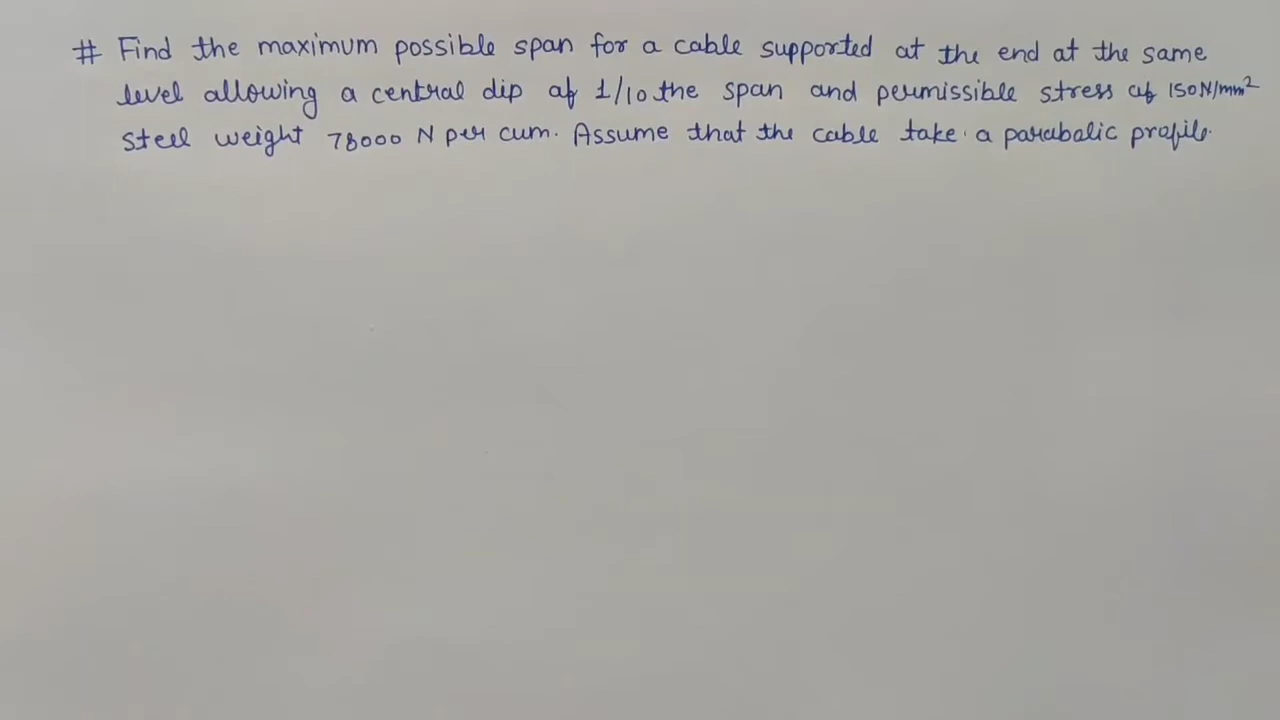 # Find the maximum possible span for a cable supported at the end at the same
level allowing a central dip of 1/10 the span and permissible stress of 150N/mm²
steel weight 78000 N per cum. Assume that the cable take a parabolic profile.